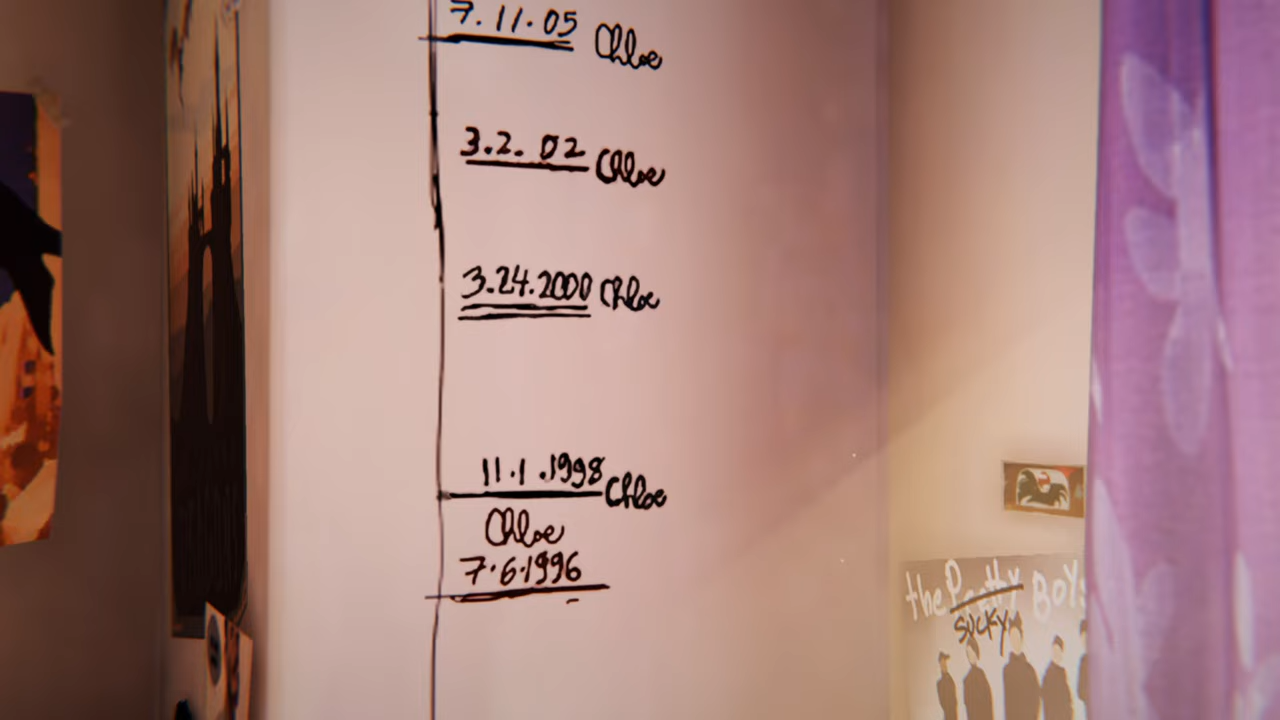 7.11.05 Chloe
3.2.02 Chloe
3.24.2000 Chloe
11.1.1998 Chloe
Chloe
7.6.1996
the Pretty BOYS
SUCKY